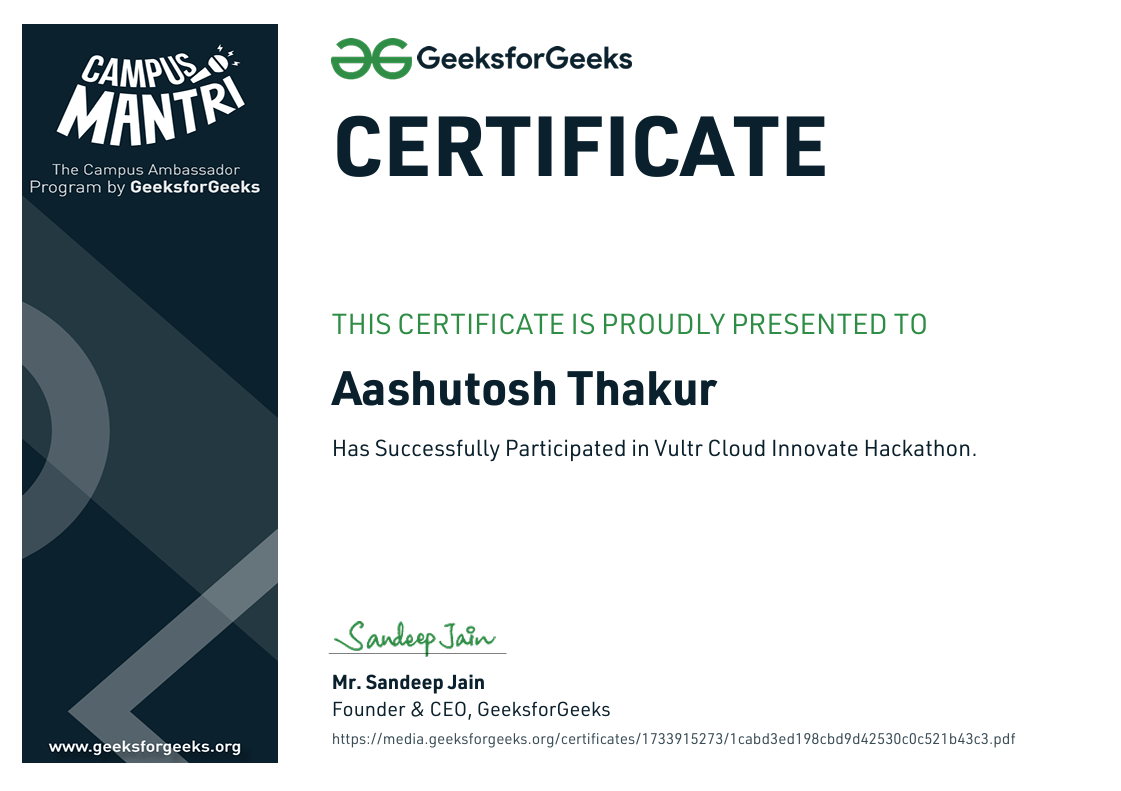 CAMPUS
MANTRI
The Campus Ambassador
Program by GeeksforGeeks
GeeksforGeeks
CERTIFICATE
THIS CERTIFICATE IS PROUDLY PRESENTED TO
Aashutosh Thakur
Has Successfully Participated in Vultr Cloud Innovate Hackathon.
Sandeep Jain
Mr. Sandeep Jain
Founder & CEO, GeeksforGeeks
https://media.geeksforgeeks.org/certificates/1733915273/1cabd3ed198cbd9d42530c0c521b43c3.pdf
www.geeksforgeeks.org